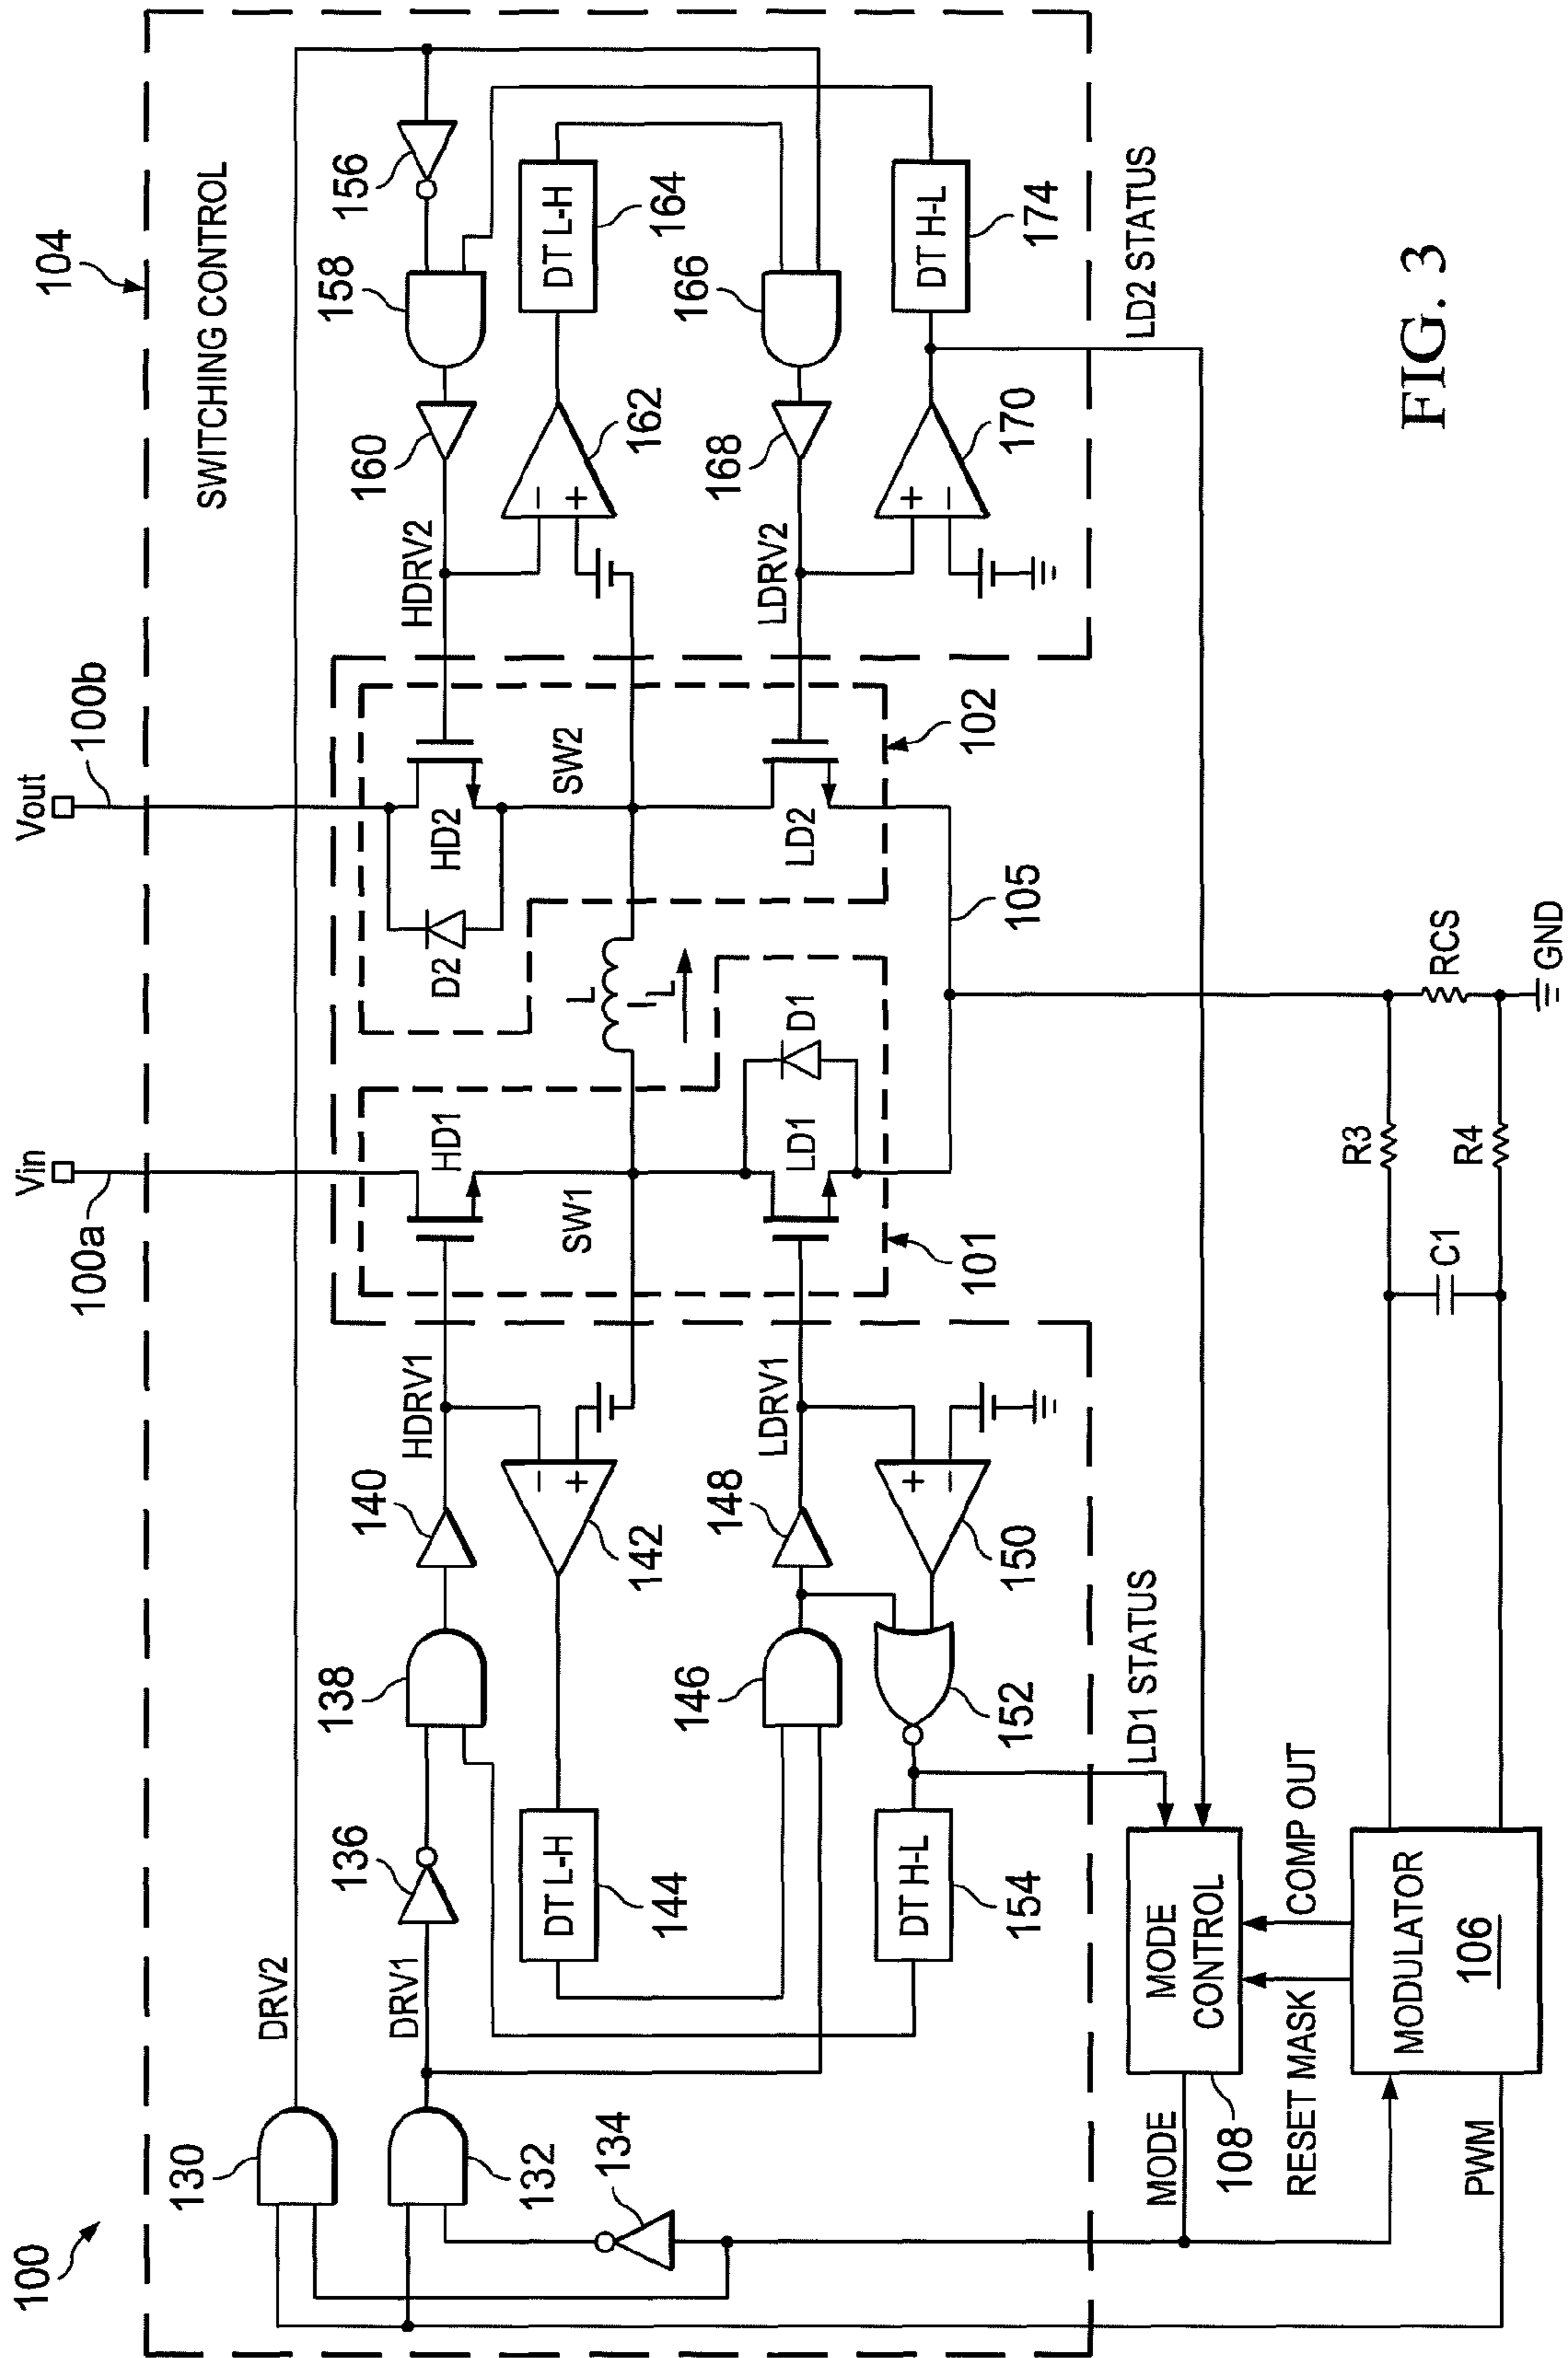 100
Vin
100a
Vout
100b
104
SWITCHING CONTROL
130
DRV2
132
DRV1
134
136
138
140
HDRV1
142
DT L-H
144
146
148
LDRV1
150
152
DT H-L
154
- +
+ -
HD1
SW1
LD1
D1
101
L
IL
D2
HD2
SW2
LD2
102
105
HDRV2
160
158
156
- +
162
DT L-H
164
LDRV2
168
166
+ -
170
DT H-L
174
LD1 STATUS
LD2 STATUS
MODE
MODE CONTROL
108
RESET MASK
COMP OUT
PWM
MODULATOR
106
C1
R3
R4
RCS
GND
FIG. 3